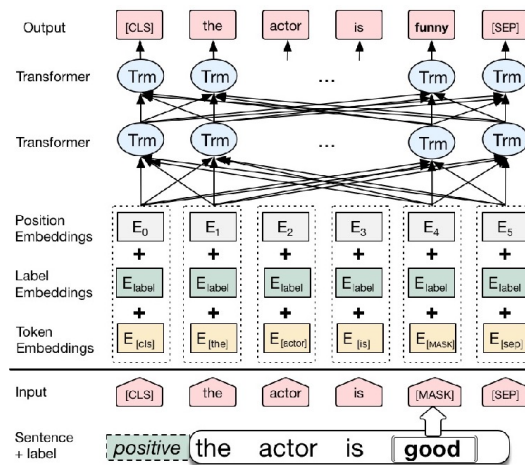 Output [CLS] the actor is funny [SEP]
Transformer Trm Trm ... Trm Trm
Transformer Trm Trm ... Trm Trm
Position Embeddings E0 E1 E2 E3 E4 E5
+ + + + + +
Label Embeddings Elabel Elabel Elabel Elabel Elabel Elabel
+ + + + + +
Token Embeddings E[cls] E[the] E[actor] E[is] E[MASK] E[sep]
Input [CLS] the actor is [MASK] [SEP]
Sentence + label positive the actor is good